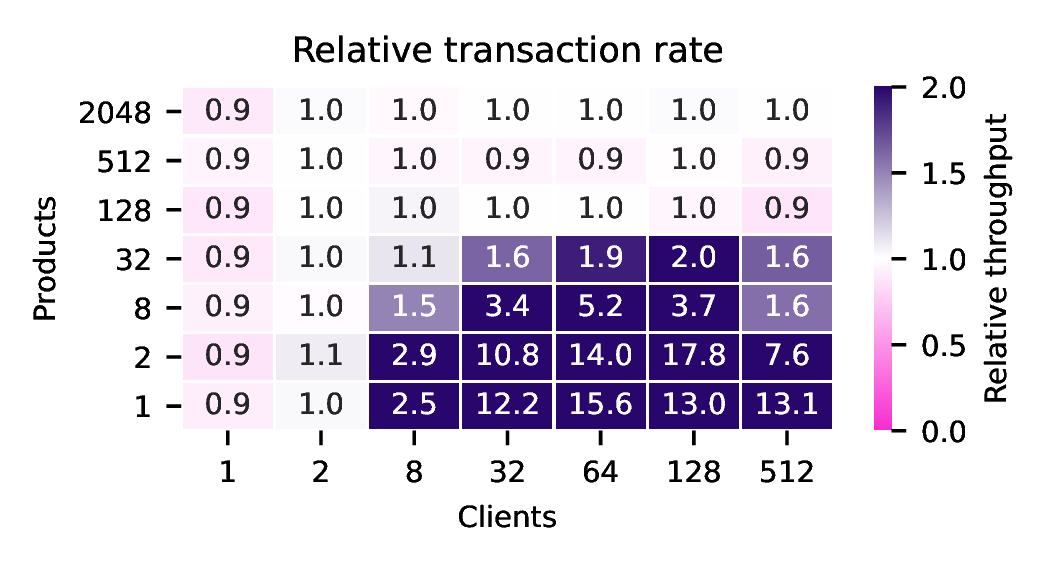 Relative transaction rate
Products
2048 0.9 1.0 1.0 1.0 1.0 1.0 1.0
512 0.9 1.0 1.0 0.9 0.9 1.0 0.9
128 0.9 1.0 1.0 1.0 1.0 1.0 0.9
32 0.9 1.0 1.1 1.6 1.9 2.0 1.6
8 0.9 1.0 1.5 3.4 5.2 3.7 1.6
2 0.9 1.1 2.9 10.8 14.0 17.8 7.6
1 0.9 1.0 2.5 12.2 15.6 13.0 13.1
1 2 8 32 64 128 512
Clients
2.0
1.5
1.0
0.5
0.0
Relative throughput